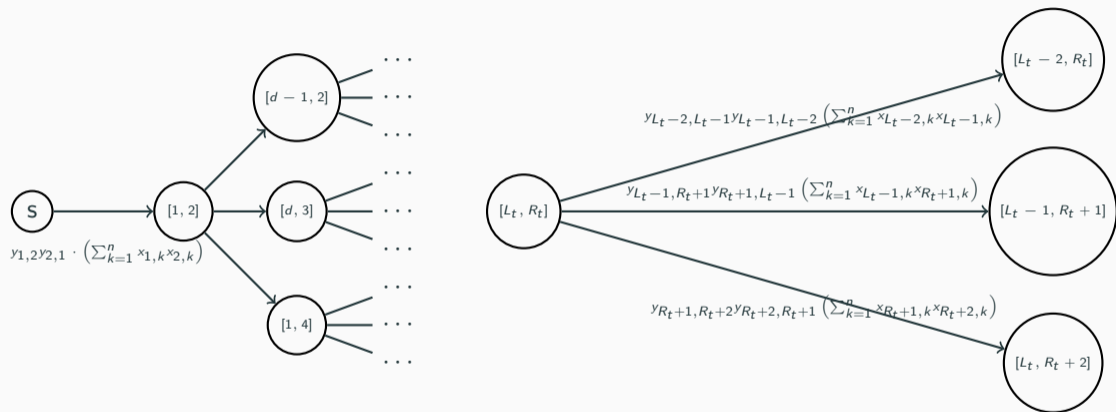 . . .
[d − 1, 2]
. . .
. . .
. . .
S
[1, 2]
[d, 3]
. . .
. . .
y1,2y2,1 · (∑ⁿk=1 x1,kx2,k)
. . .
[1, 4]
. . .
. . .
[Lt − 2, Rt]
yLt−2,Lt−1yLt−1,Lt−2 (∑ⁿk=1 xLt−2,kxLt−1,k)
yLt−1,Rt+1yRt+1,Lt−1 (∑ⁿk=1 xLt−1,kxRt+1,k)
[Lt, Rt]
[Lt − 1, Rt + 1]
yRt+1,Rt+2yRt+2,Rt+1 (∑ⁿk=1 xRt+1,kxRt+2,k)
[Lt, Rt + 2]